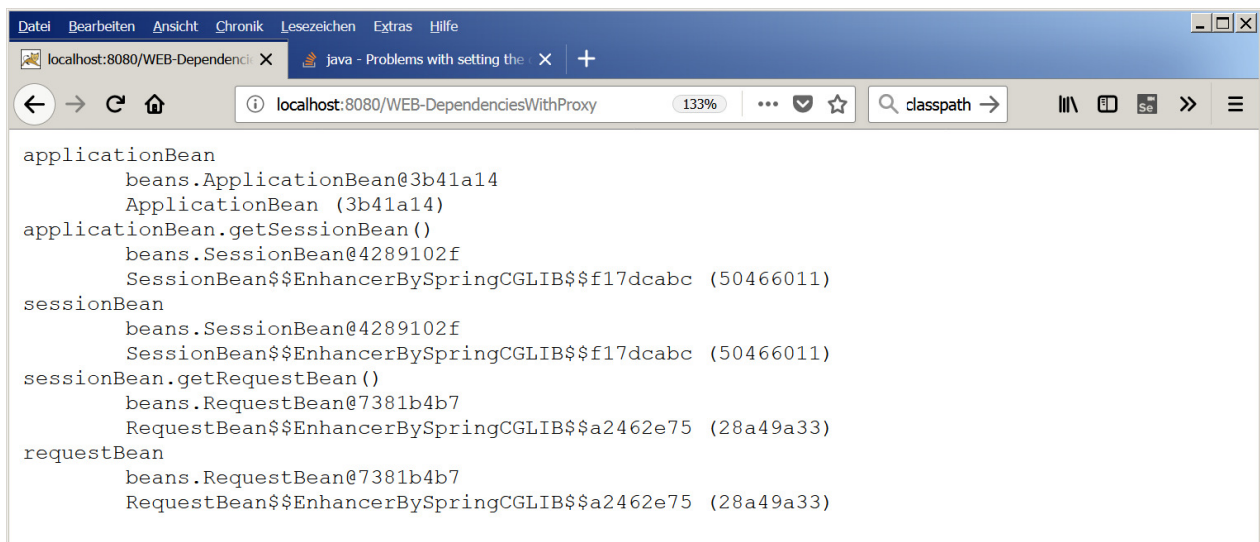 Datei Bearbeiten Ansicht Chronik Lesezeichen Extras Hilfe
localhost:8080/WEB-Dependenci java - Problems with setting the
localhost:8080/WEB-DependenciesWithProxy 133% classpath Se
applicationBean
beans.ApplicationBean@3b41a14
ApplicationBean (3b41a14)
applicationBean.getSessionBean()
beans.SessionBean@4289102f
SessionBean$$EnhancerBySpringCGLIB$$f17dcabc (50466011)
sessionBean
beans.SessionBean@4289102f
SessionBean$$EnhancerBySpringCGLIB$$f17dcabc (50466011)
sessionBean.getRequestBean()
beans.RequestBean@7381b4b7
RequestBean$$EnhancerBySpringCGLIB$$a2462e75 (28a49a33)
requestBean
beans.RequestBean@7381b4b7
RequestBean$$EnhancerBySpringCGLIB$$a2462e75 (28a49a33)